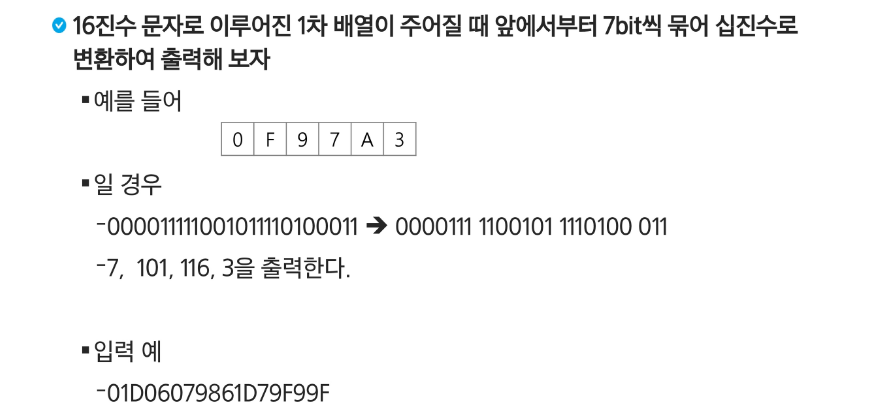 16진수 문자로 이루어진 1차 배열이 주어질 때 앞에서부터 7bit씩 묶어 십진수로
변환하여 출력해 보자
▪예를 들어
0 F 9 7 A 3
▪일 경우
-000011111001011110100011 ➔ 0000111 1100101 1110100 011
-7, 101, 116, 3을 출력한다.
▪입력 예
-01D06079861D79F99F